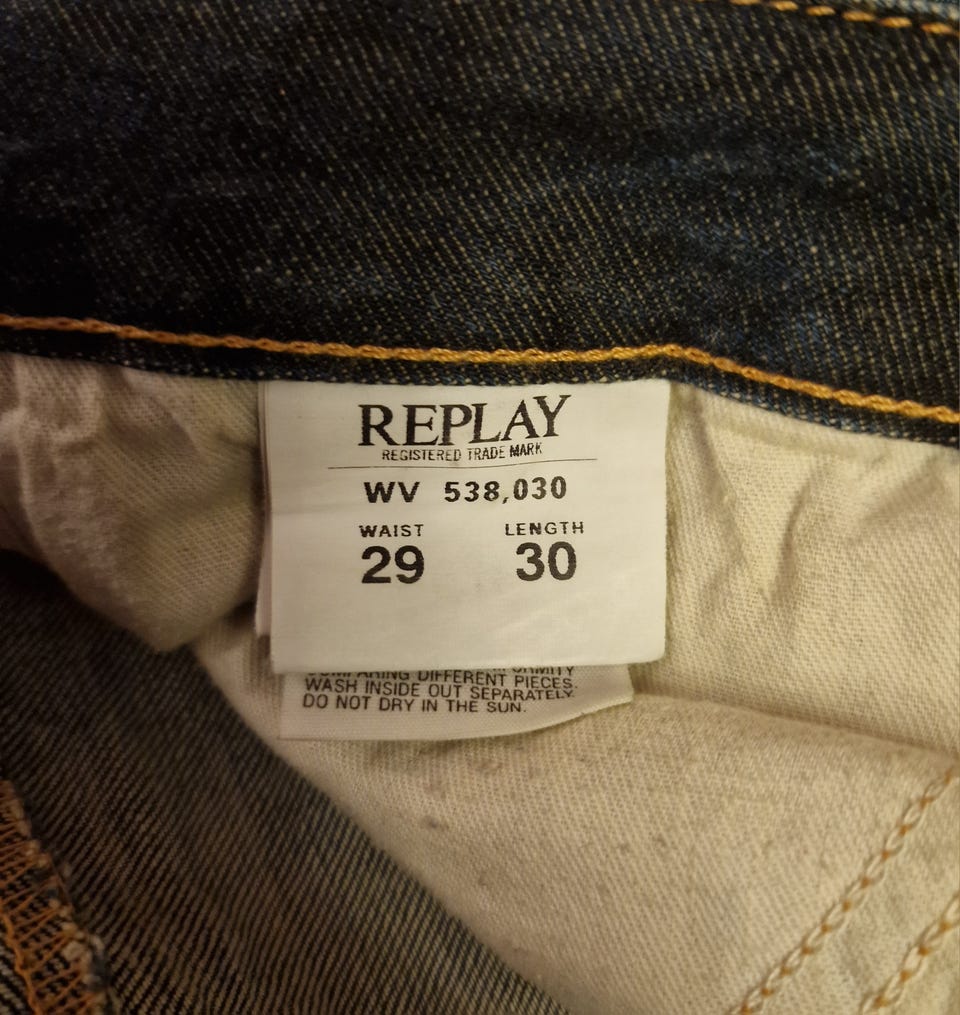 REPLAY
REGISTERED TRADE MARK
WV 538,030
WAIST LENGTH
29 30
COMPARING DIFFERENT PIECES.
WASH INSIDE OUT SEPARATELY.
DO NOT DRY IN THE SUN.